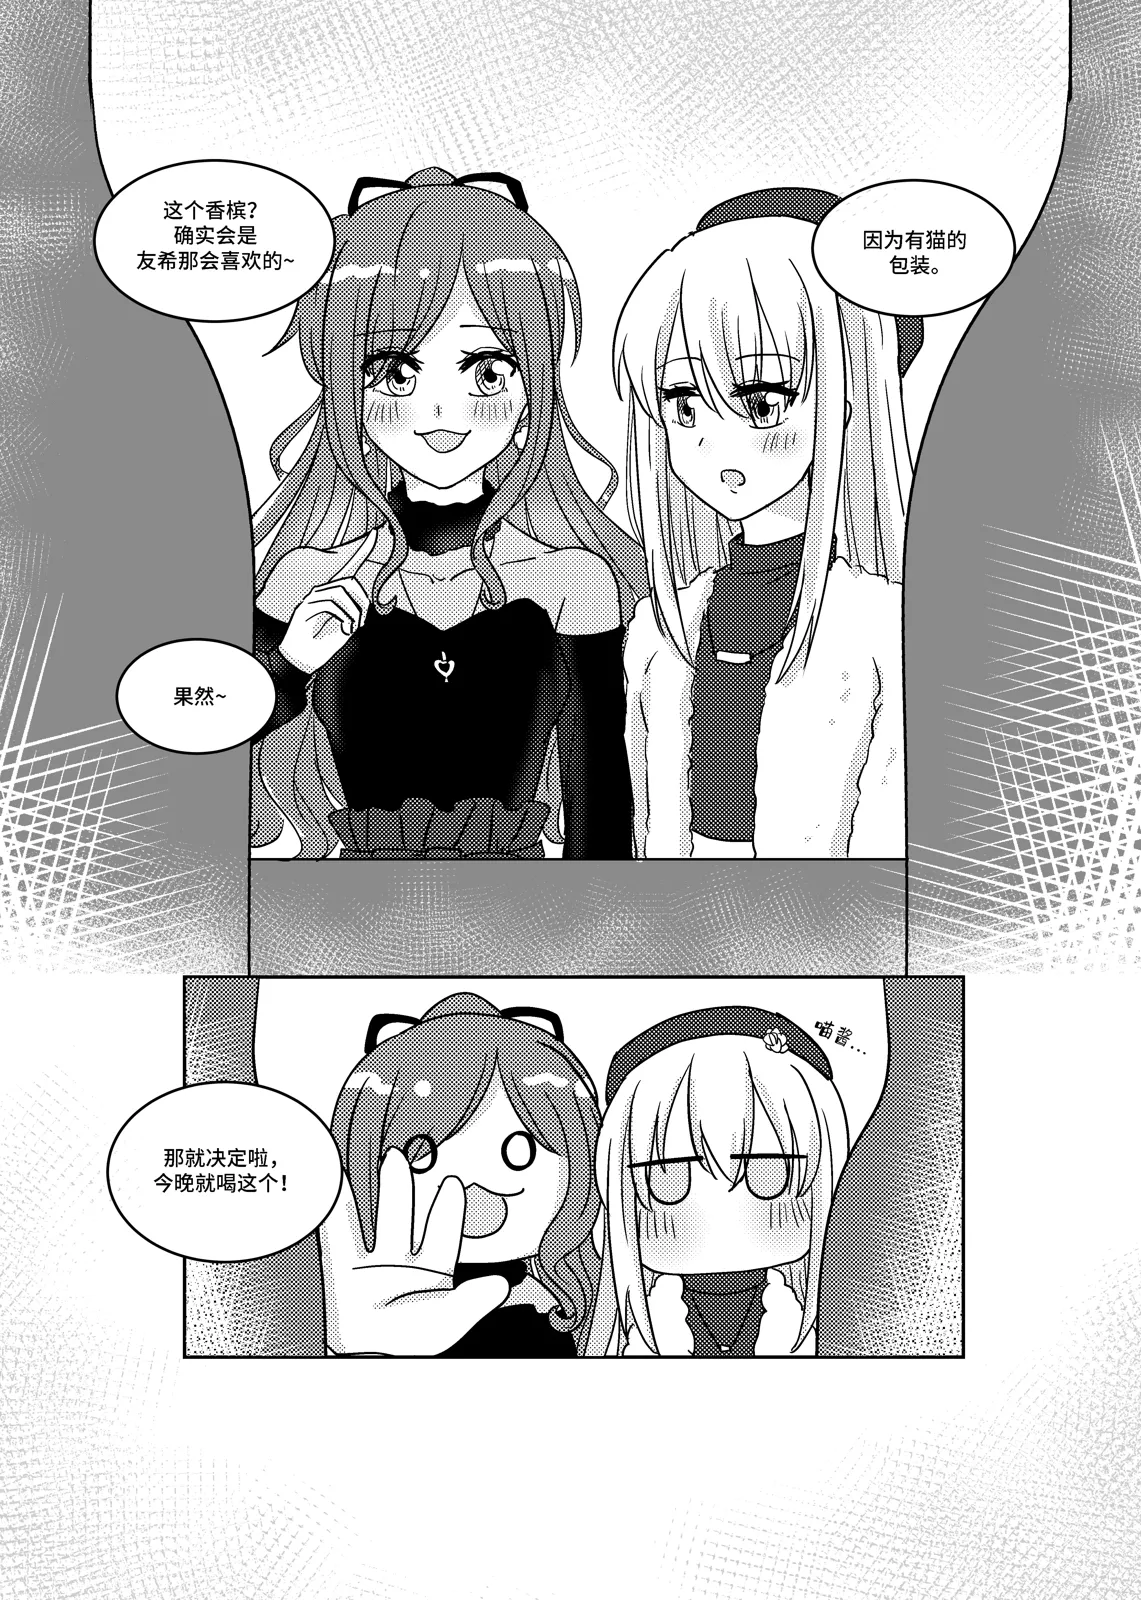 这个香槟？
确实会是
友希那会喜欢的~
因为有猫的
包装。
果然~
喵酱...
那就决定啦，
今晚就喝这个！